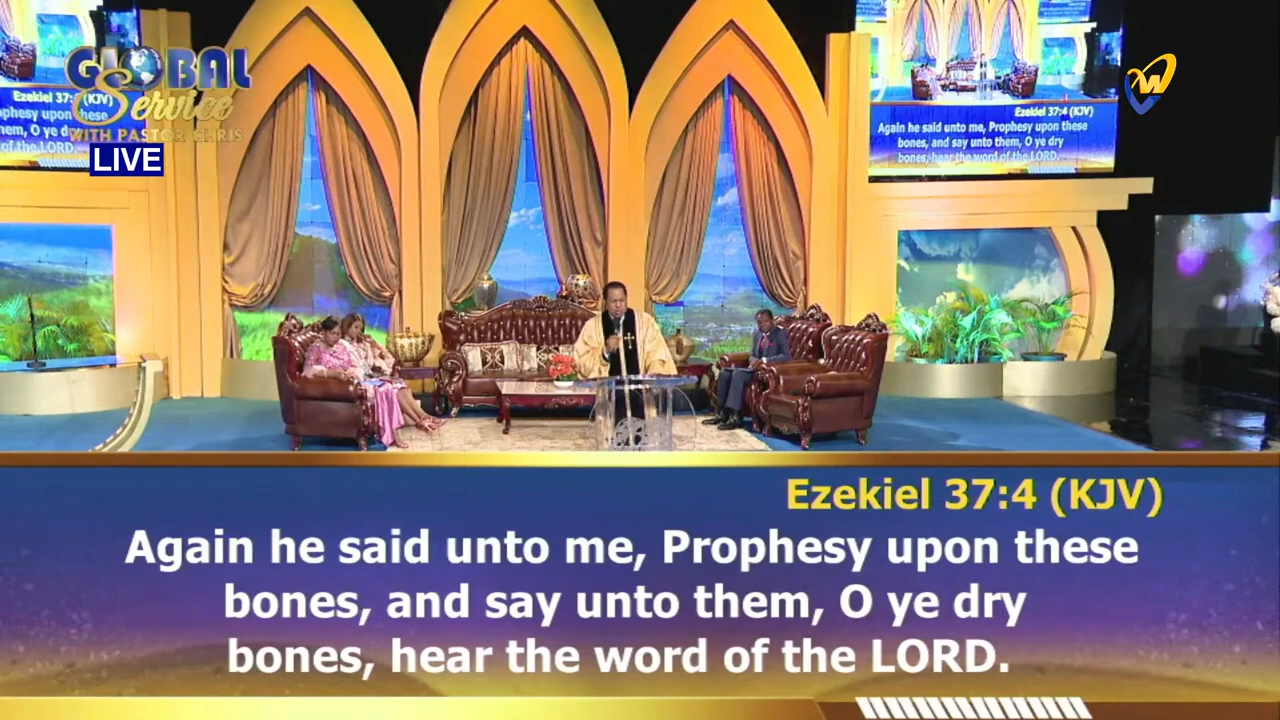 GLOBAL
Service
WITH PASTOR CHRIS
LIVE
Ezekiel 37:4 (KJV)
Again he said unto me, Prophesy upon these
bones, and say unto them, O ye dry
bones, hear the word of the LORD.
W
Ezekiel 37:4 (KJV)
Again he said unto me, Prophesy upon these
bones, and say unto them, O ye dry
bones, hear the word of the LORD.